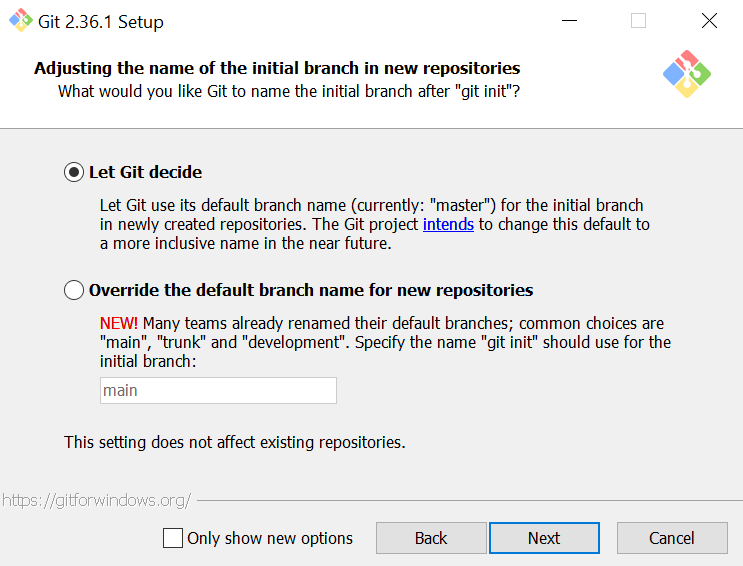 Git 2.36.1 Setup
Adjusting the name of the initial branch in new repositories
What would you like Git to name the initial branch after "git init"?
Let Git decide
Let Git use its default branch name (currently: "master") for the initial branch
in newly created repositories. The Git project intends to change this default to
a more inclusive name in the near future.
Override the default branch name for new repositories
NEW! Many teams already renamed their default branches; common choices are
"main", "trunk" and "development". Specify the name "git init" should use for the
initial branch:
main
This setting does not affect existing repositories.
https://gitforwindows.org/
Only show new options
Back
Next
Cancel